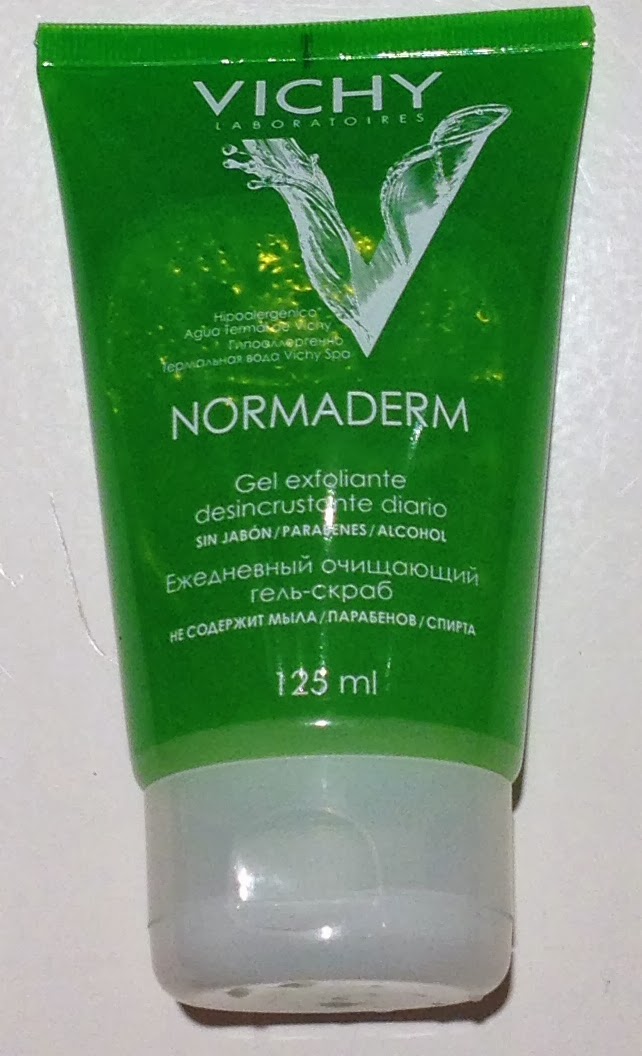 VICHY
LABORATOIRES
Hipoalergénico
Agua Termal de Vichy
Гипоаллергенно
Термальная вода Vichy Spa
NORMADERM
Gel exfoliante
desincrustante diario
SIN JABÓN/PARABENES/ALCOHOL
Ежедневный очищающий
гель-скраб
НЕ СОДЕРЖИТ МЫЛА/ПАРАБЕНОВ/СПИРТА
125 ml